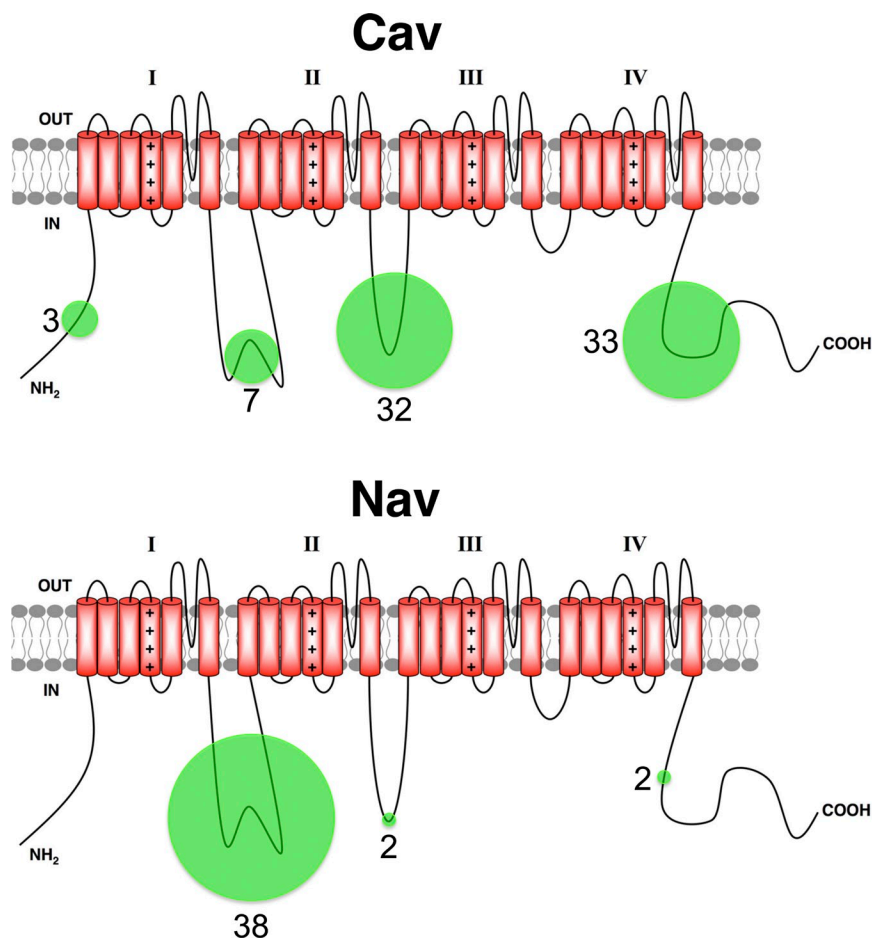 Cav
I II III IV
OUT
+ + +
+ + +
+ + +
+ + +
IN
3
33
COOH
NH₂
7
32
Nav
I II III IV
OUT
+ + + +
+ + + +
+ + + +
+ + + +
IN
2
COOH
NH₂
2
38